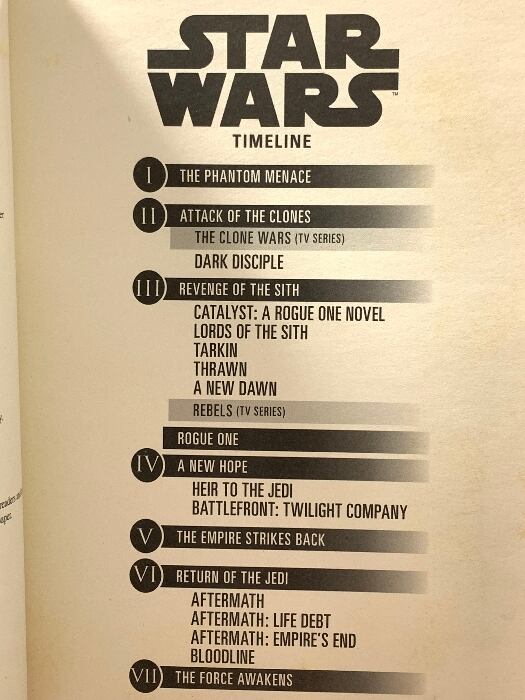 STAR
WARS™
TIMELINE
I THE PHANTOM MENACE
II ATTACK OF THE CLONES
THE CLONE WARS (TV SERIES)
DARK DISCIPLE
III REVENGE OF THE SITH
CATALYST: A ROGUE ONE NOVEL
LORDS OF THE SITH
TARKIN
THRAWN
A NEW DAWN
REBELS (TV SERIES)
ROGUE ONE
IV A NEW HOPE
HEIR TO THE JEDI
BATTLEFRONT: TWILIGHT COMPANY
V THE EMPIRE STRIKES BACK
VI RETURN OF THE JEDI
AFTERMATH
AFTERMATH: LIFE DEBT
AFTERMATH: EMPIRE'S END
BLOODLINE
VII THE FORCE AWAKENS